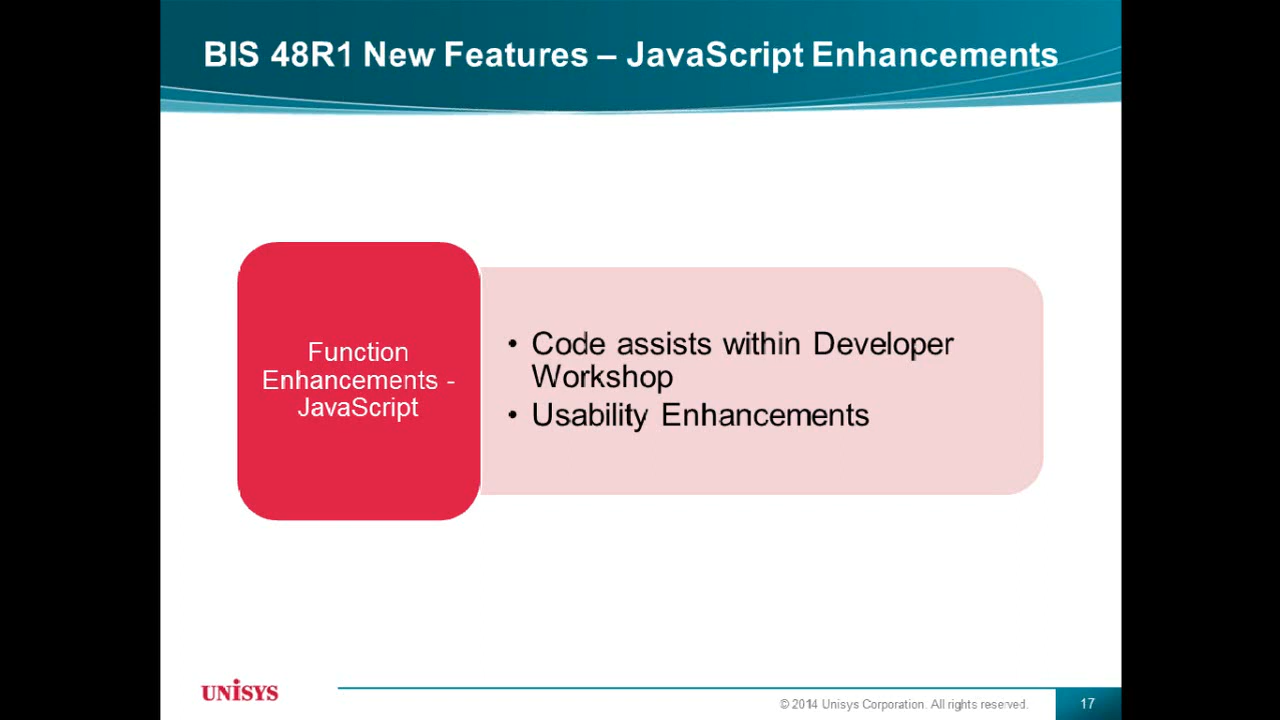 BIS 48R1 New Features – JavaScript Enhancements
Function
Enhancements -
JavaScript
• Code assists within Developer
Workshop
• Usability Enhancements
UNISYS
© 2014 Unisys Corporation. All rights reserved.
17